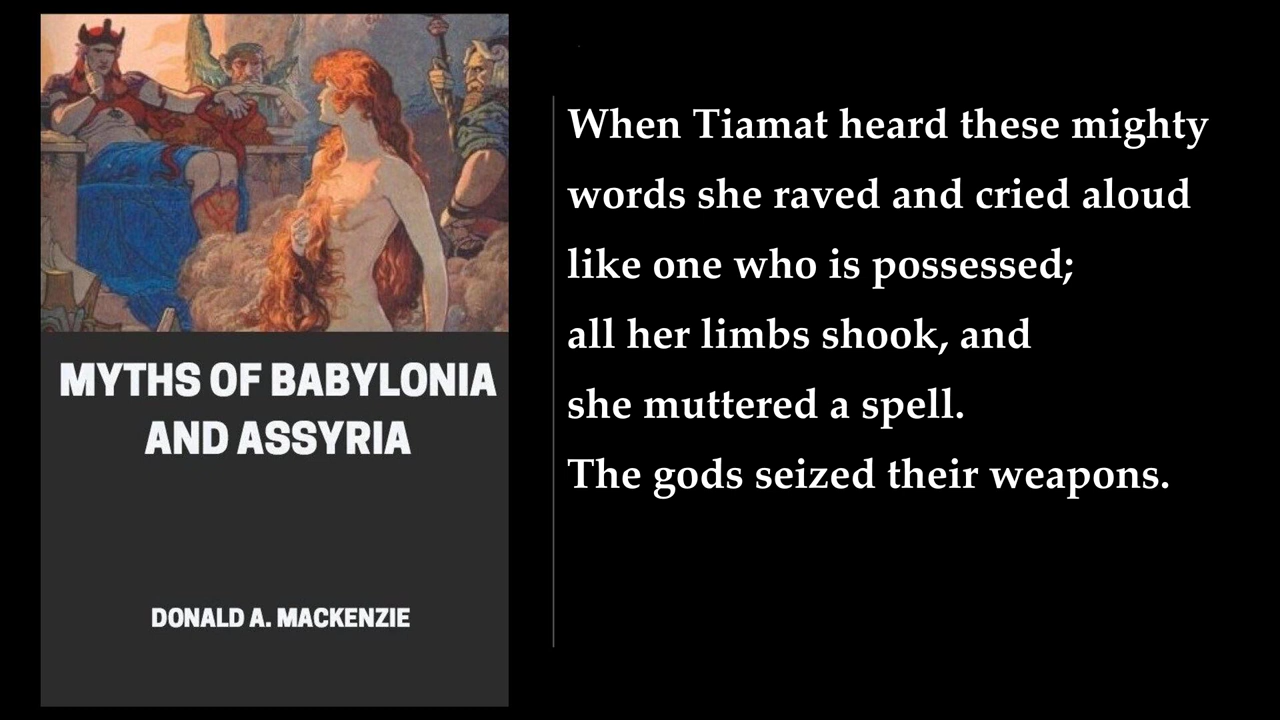 MYTHS OF BABYLONIA
AND ASSYRIA
DONALD A. MACKENZIE
When Tiamat heard these mighty
words she raved and cried aloud
like one who is possessed;
all her limbs shook, and
she muttered a spell.
The gods seized their weapons.